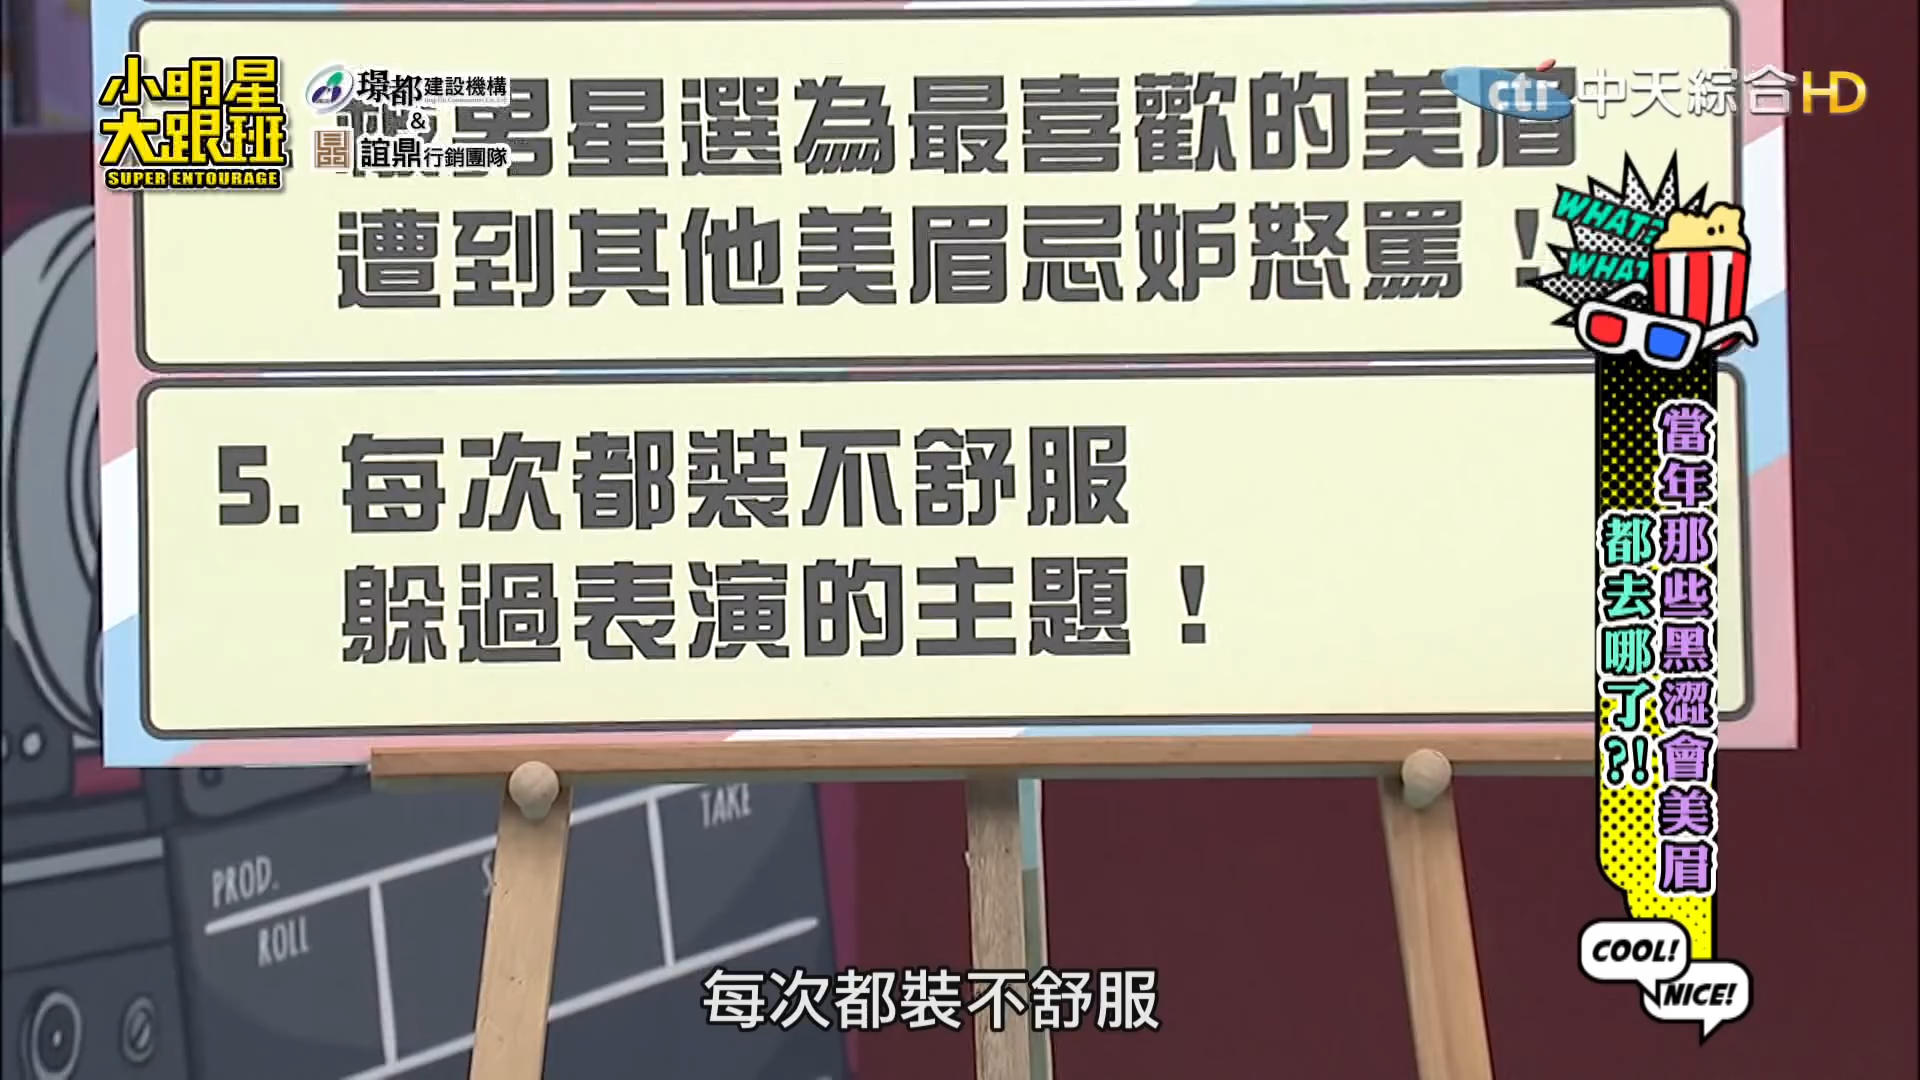 小明星
大跟班
SUPER ENTOURAGE
璟都建設機構
&
誼鼎行銷團隊
cti中天綜合HD
男星選為最喜歡的美眉
遭到其他美眉忌妒怒罵！
5. 每次都裝不舒服
躲過表演的主題！
WHAT?
WHAT
當年那些黑澀會美眉
都去哪了?!
COOL!
NICE!
PROD.
ROLL
TAKE
每次都裝不舒服